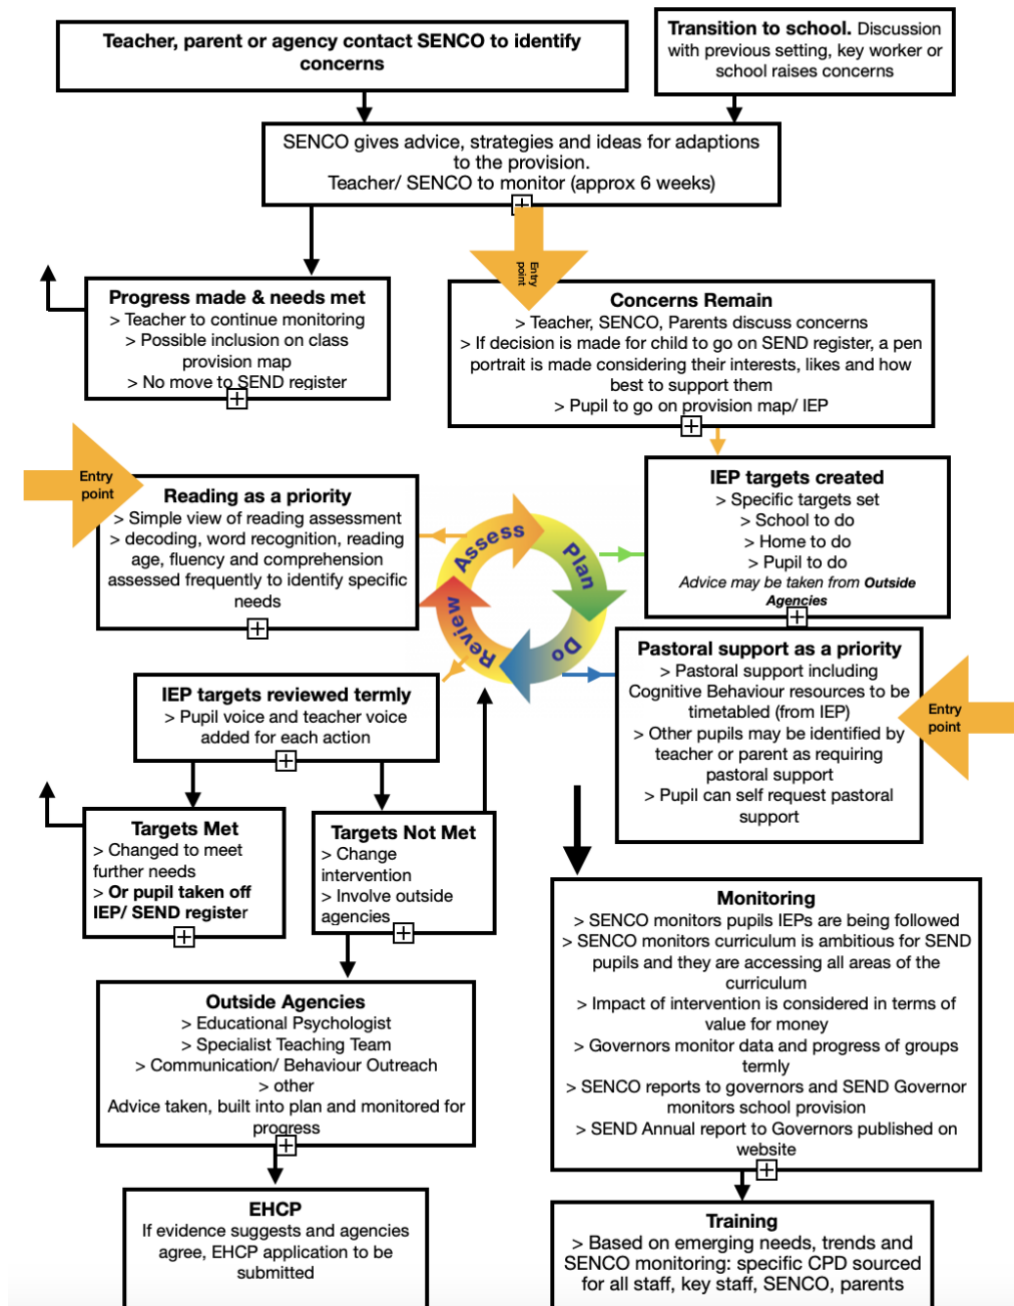 Teacher, parent or agency contact SENCO to identify
concerns
Transition to school. Discussion
with previous setting, key worker or
school raises concerns
SENCO gives advice, strategies and ideas for adaptions
to the provision.
Teacher/ SENCO to monitor (approx 6 weeks)
Entry
point
Progress made & needs met
> Teacher to continue monitoring
> Possible inclusion on class
provision map
> No move to SEND register
Concerns Remain
> Teacher, SENCO, Parents discuss concerns
> If decision is made for child to go on SEND register, a pen
portrait is made considering their interests, likes and how
best to support them
> Pupil to go on provision map/ IEP
Entry
point
Reading as a priority
> Simple view of reading assessment
> decoding, word recognition, reading
age, fluency and comprehension
assessed frequently to identify specific
needs
Assess
Plan
Do
Review
IEP targets created
> Specific targets set
> School to do
> Home to do
> Pupil to do
Advice may be taken from Outside
Agencies
Pastoral support as a priority
> Pastoral support including
Cognitive Behaviour resources to be
timetabled (from IEP)
> Other pupils may be identified by
teacher or parent as requiring
pastoral support
> Pupil can self request pastoral
support
Entry
point
IEP targets reviewed termly
> Pupil voice and teacher voice
added for each action
Targets Met
> Changed to meet
further needs
> Or pupil taken off
IEP/ SEND register
Targets Not Met
> Change
intervention
> Involve outside
agencies
Monitoring
> SENCO monitors pupils IEPs are being followed
> SENCO monitors curriculum is ambitious for SEND
pupils and they are accessing all areas of the
curriculum
> Impact of intervention is considered in terms of
value for money
> Governors monitor data and progress of groups
termly
> SENCO reports to governors and SEND Governor
monitors school provision
> SEND Annual report to Governors published on
website
Outside Agencies
> Educational Psychologist
> Specialist Teaching Team
> Communication/ Behaviour Outreach
> other
Advice taken, built into plan and monitored for
progress
EHCP
If evidence suggests and agencies
agree, EHCP application to be
submitted
Training
> Based on emerging needs, trends and
SENCO monitoring: specific CPD sourced
for all staff, key staff, SENCO, parents